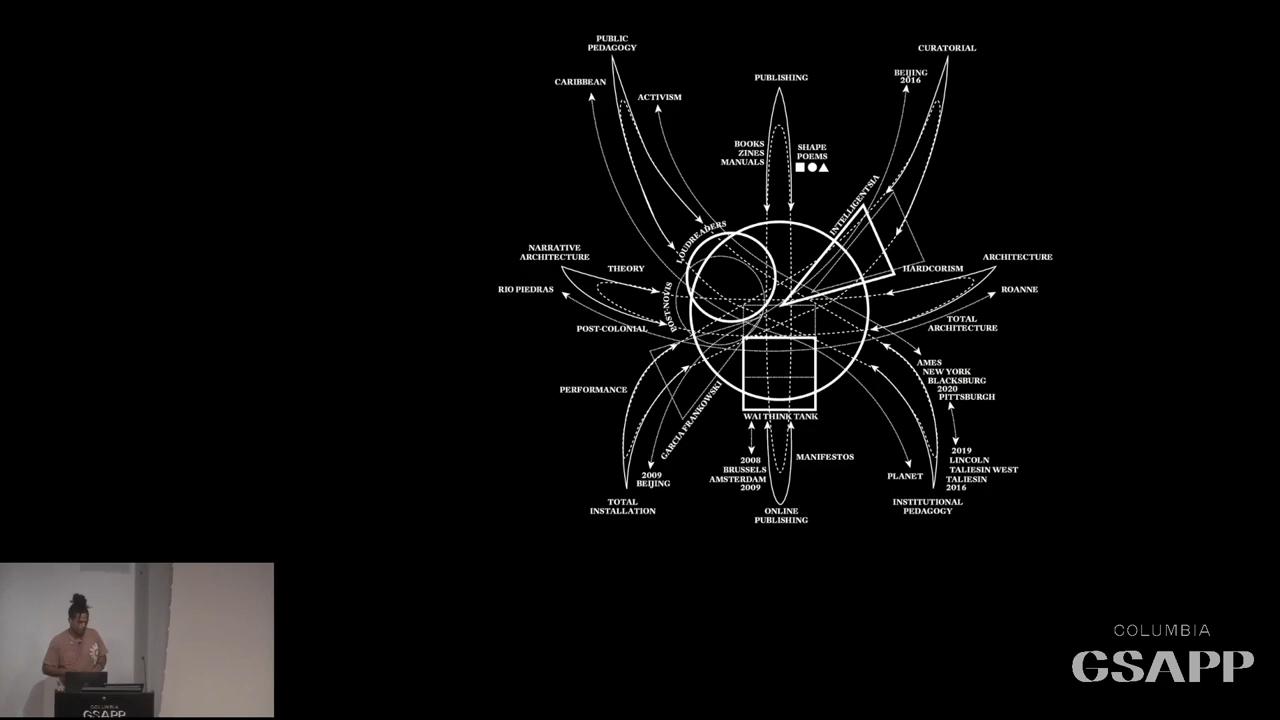 PUBLIC
PEDAGOGY
CURATORIAL
CARIBBEAN
ACTIVISM
PUBLISHING
BEIJING
2016
BOOKS
ZINES
MANUALS
SHAPE
POEMS
INTELLIGENTSIA
LOUDREADERS
NARRATIVE
ARCHITECTURE
THEORY
RIO PIEDRAS
POST-NOVIS
POST-COLONIAL
HARDCORISM
ARCHITECTURE
ROANNE
TOTAL
ARCHITECTURE
PERFORMANCE
GARCIA FRANKOWSKI
WAI THINK TANK
AMES
NEW YORK
BLACKSBURG
2020
PITTSBURGH
2009
BEIJING
2008
BRUSSELS
AMSTERDAM
2009
MANIFESTOS
PLANET
2019
LINCOLN
TALIESIN WEST
TALIESIN
2016
TOTAL
INSTALLATION
ONLINE
PUBLISHING
INSTITUTIONAL
PEDAGOGY
COLUMBIA
GSAPP
COLUMBIA
GSAPP